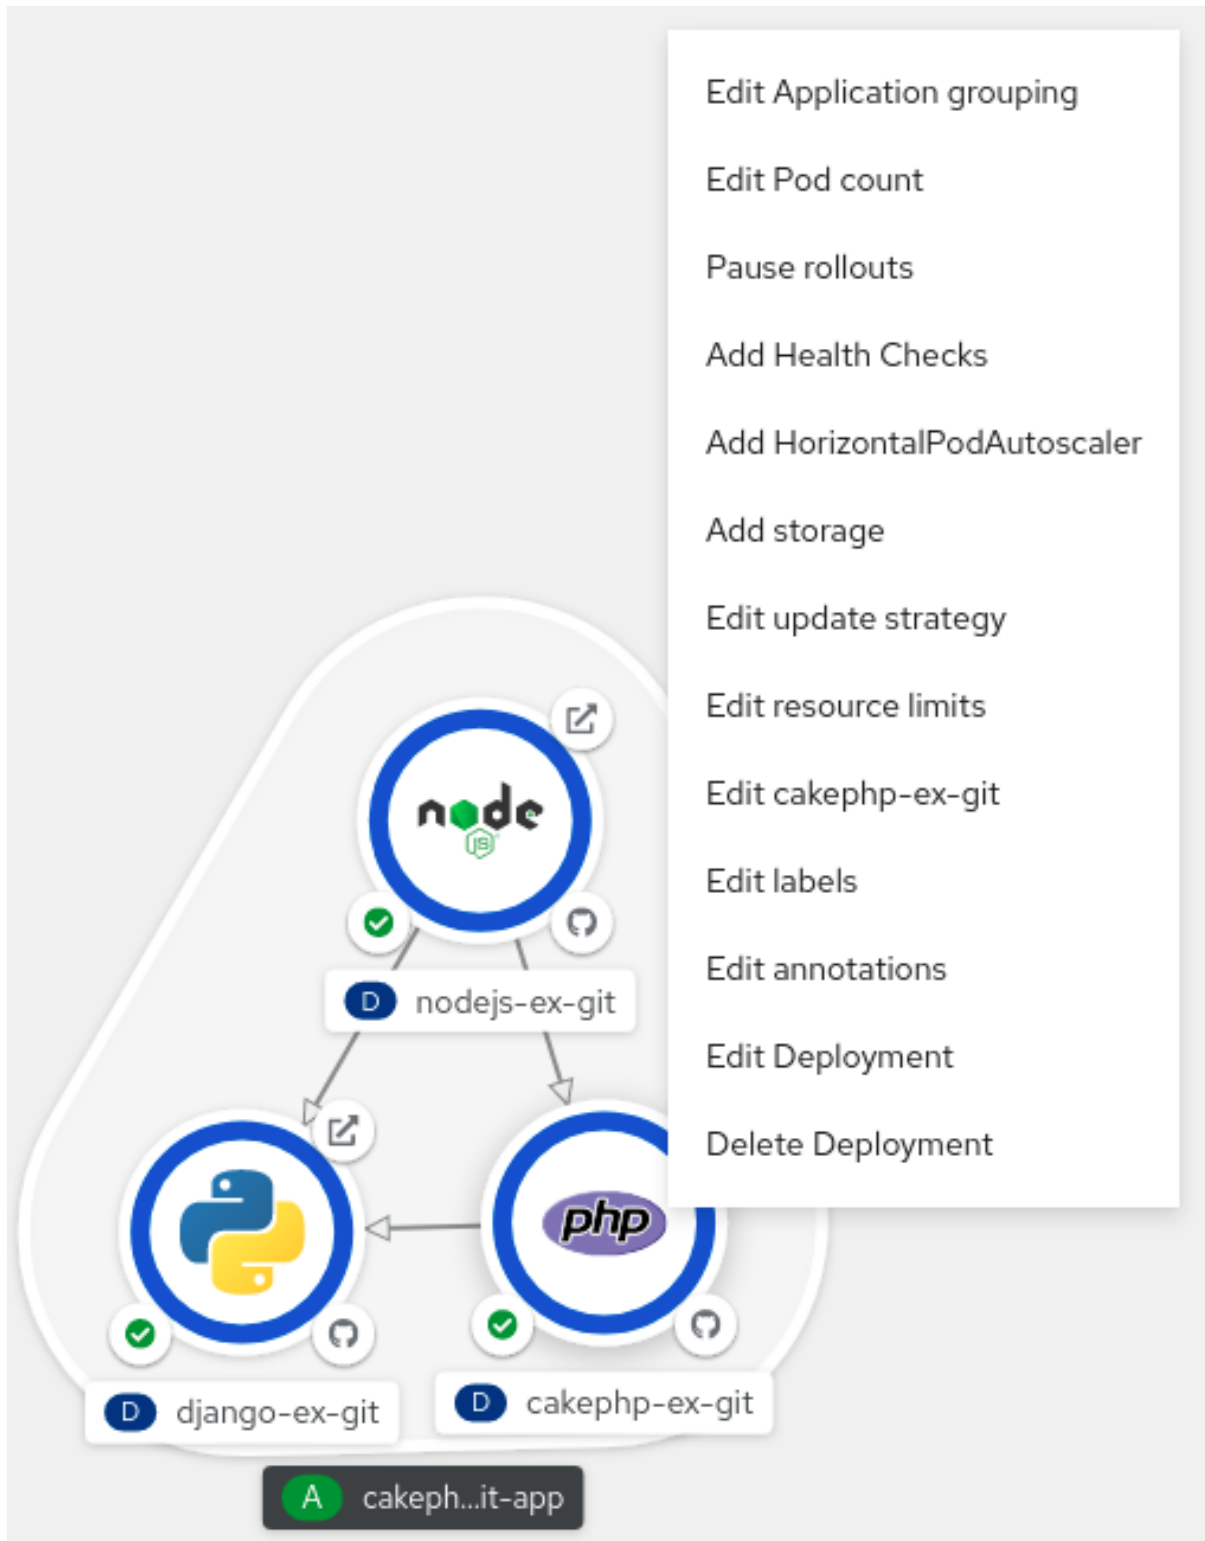 Edit Application grouping
Edit Pod count
Pause rollouts
Add Health Checks
Add HorizontalPodAutoscaler
Add storage
Edit update strategy
Edit resource limits
Edit cakephp-ex-git
Edit labels
Edit annotations
Edit Deployment
Delete Deployment
node
JS
D nodejs-ex-git
php
D django-ex-git
D cakephp-ex-git
A cakeph...it-app